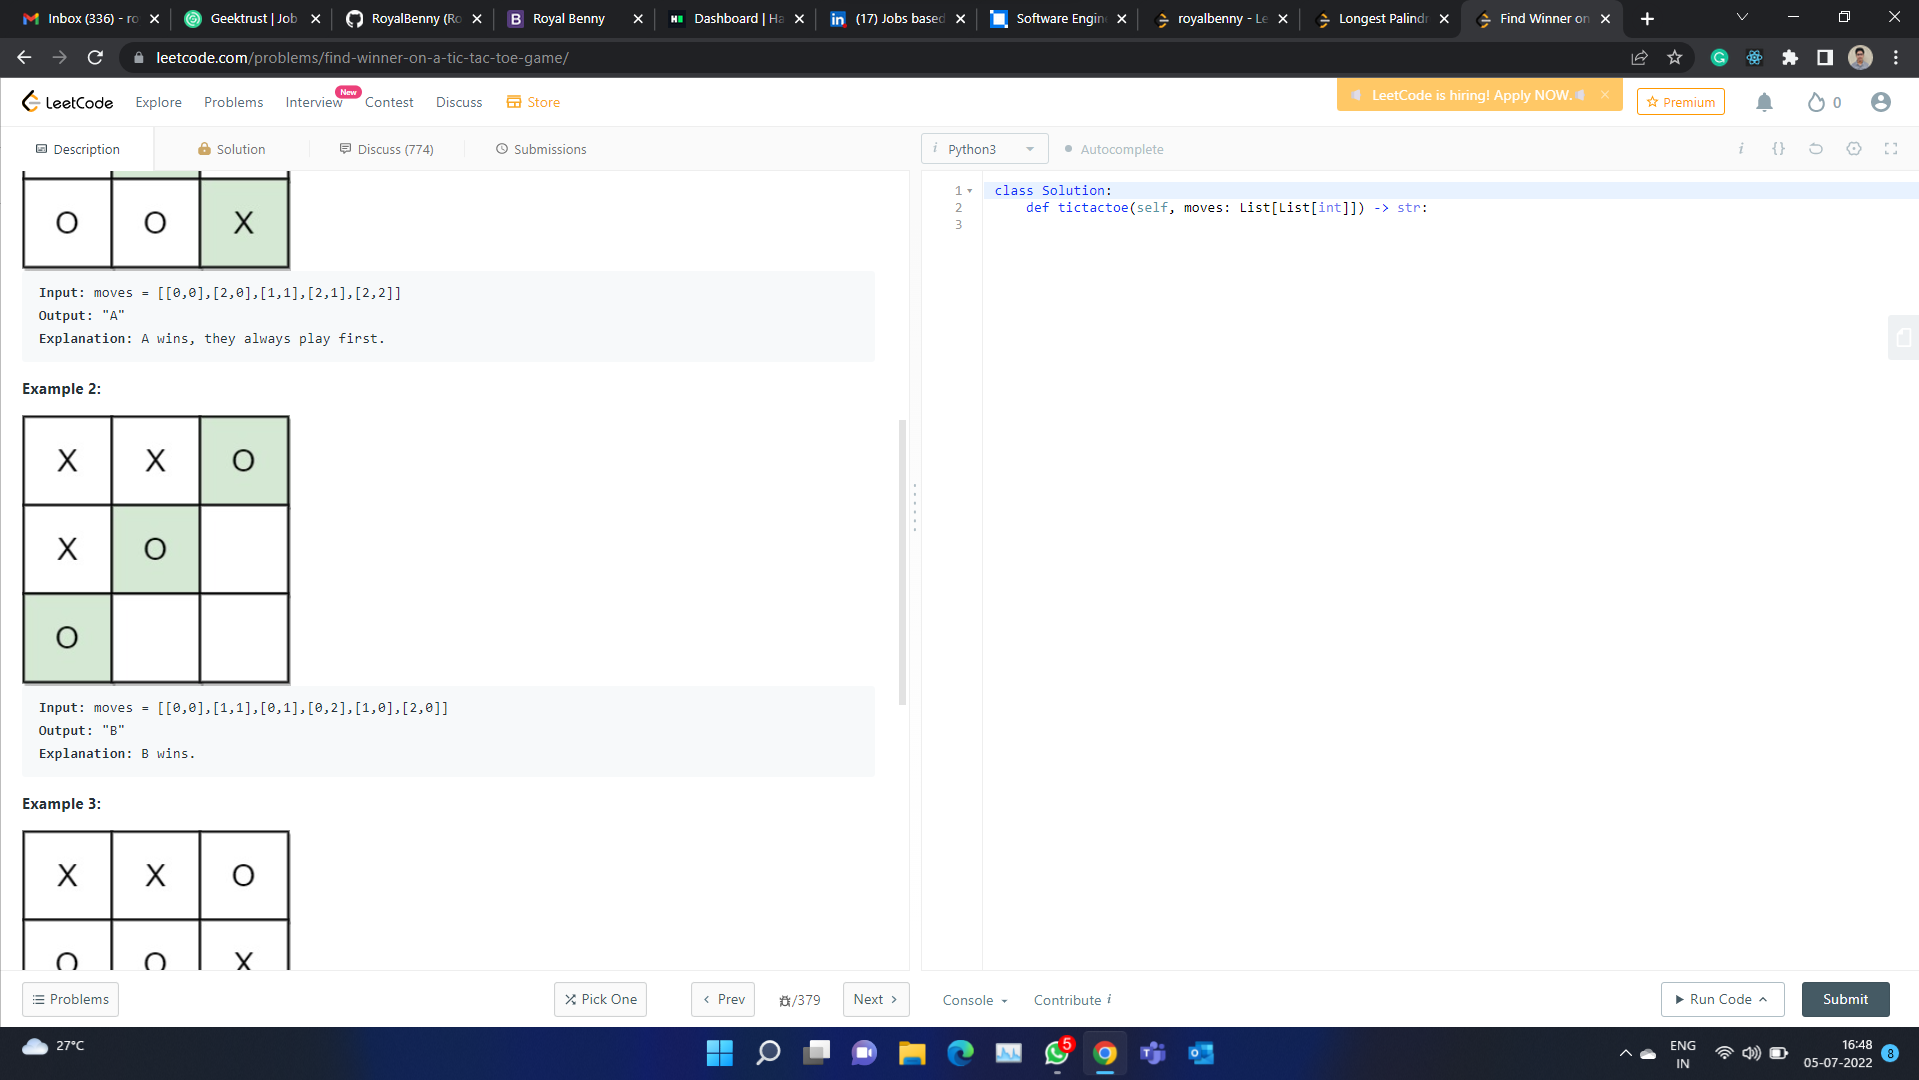 Inbox (336) - ro
Geektrust | Job
RoyalBenny (Ro
Royal Benny
Dashboard | Ha
(17) Jobs based
Software Engin
royalbenny - Le
Longest Palindr
Find Winner on
leetcode.com/problems/find-winner-on-a-tic-tac-toe-game/
LeetCode
Explore
Problems
Interview
New
Contest
Discuss
Store
LeetCode is hiring! Apply NOW.
Premium
0
Description
Solution
Discuss (774)
Submissions
i Python3
Autocomplete
i {}
O O X
Input: moves = [[0,0],[2,0],[1,1],[2,1],[2,2]]
Output: "A"
Explanation: A wins, they always play first.
Example 2:
X X O
X O
O
Input: moves = [[0,0],[1,1],[0,1],[0,2],[1,0],[2,0]]
Output: "B"
Explanation: B wins.
Example 3:
X X O
O O X
1 class Solution:
2 def tictactoe(self, moves: List[List[int]]) -> str:
3
Problems
Pick One
Prev
/379
Next
Console
Contribute i
Run Code
Submit
27°C
5
ENG
IN
16:48
05-07-2022
8